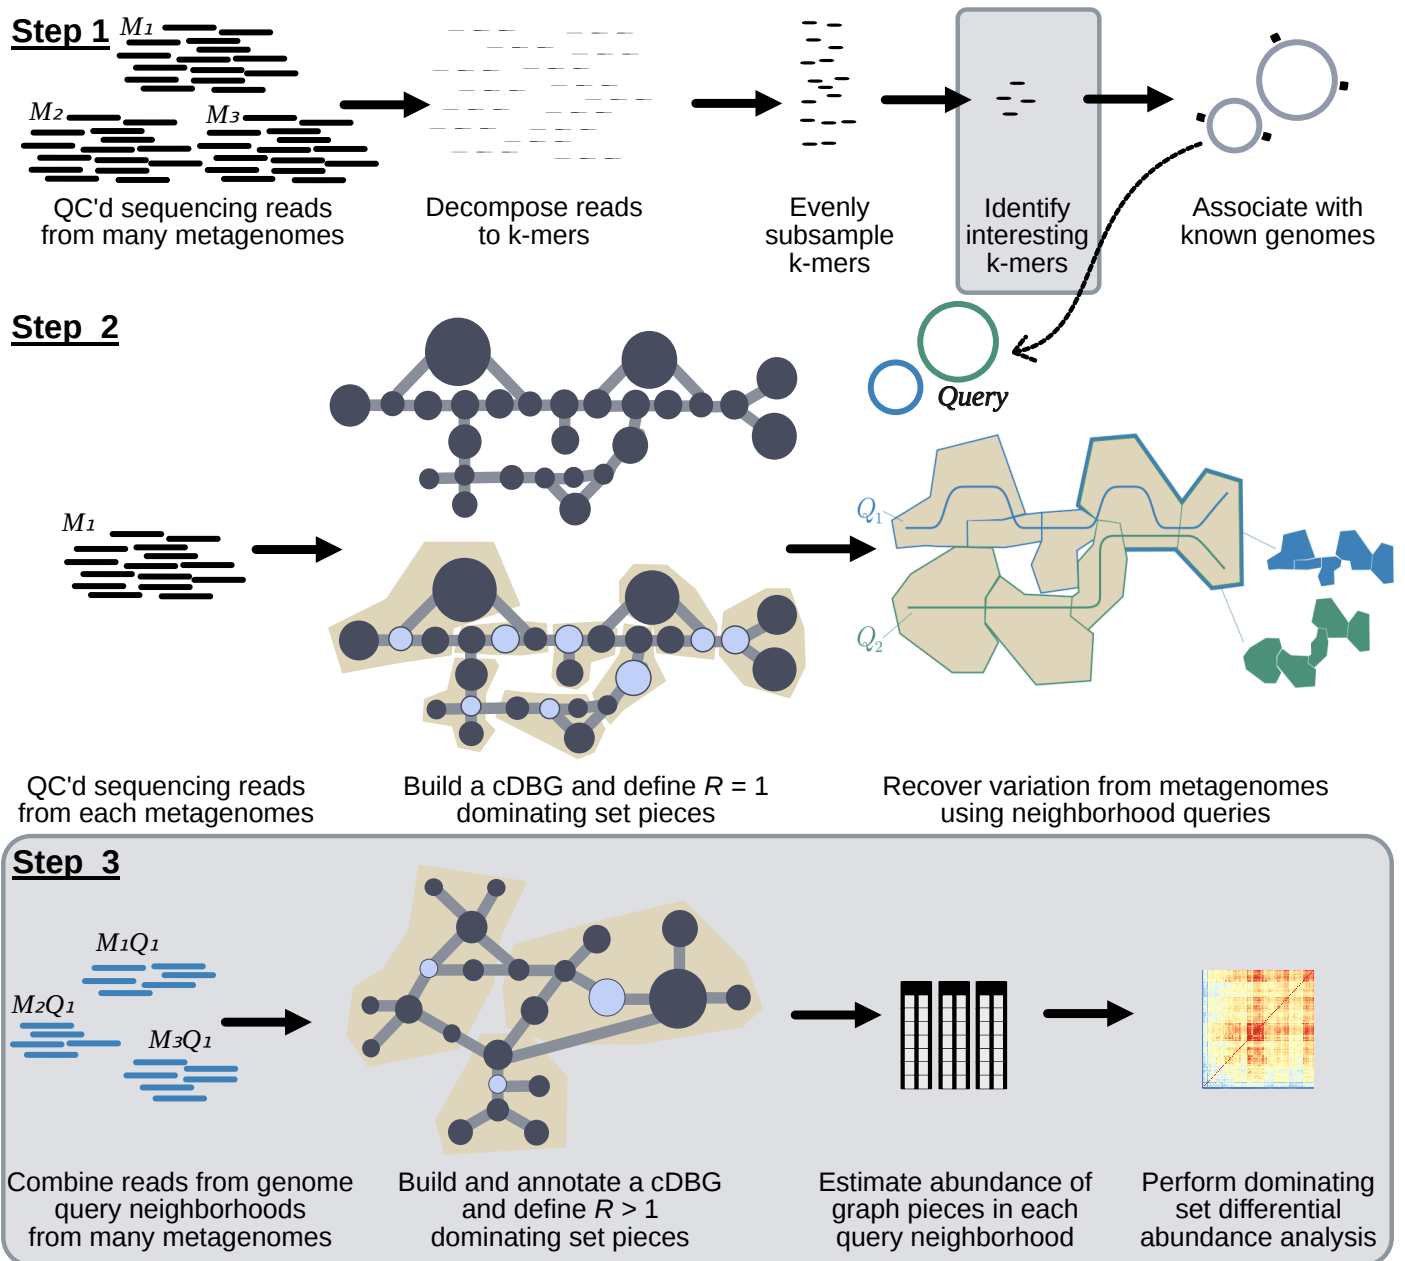 Step 1
M₁
M₂
M₃
QC'd sequencing reads
from many metagenomes
Decompose reads
to k-mers
Evenly
subsample
k-mers
Identify
interesting
k-mers
Associate with
known genomes
Step 2
Query
M₁
Q₁
Q₂
QC'd sequencing reads
from each metagenomes
Build a cDBG and define R = 1
dominating set pieces
Recover variation from metagenomes
using neighborhood queries
Step 3
M₁Q₁
M₂Q₁
M₃Q₁
Combine reads from genome
query neighborhoods
from many metagenomes
Build and annotate a cDBG
and define R > 1
dominating set pieces
Estimate abundance of
graph pieces in each
query neighborhood
Perform dominating
set differential
abundance analysis